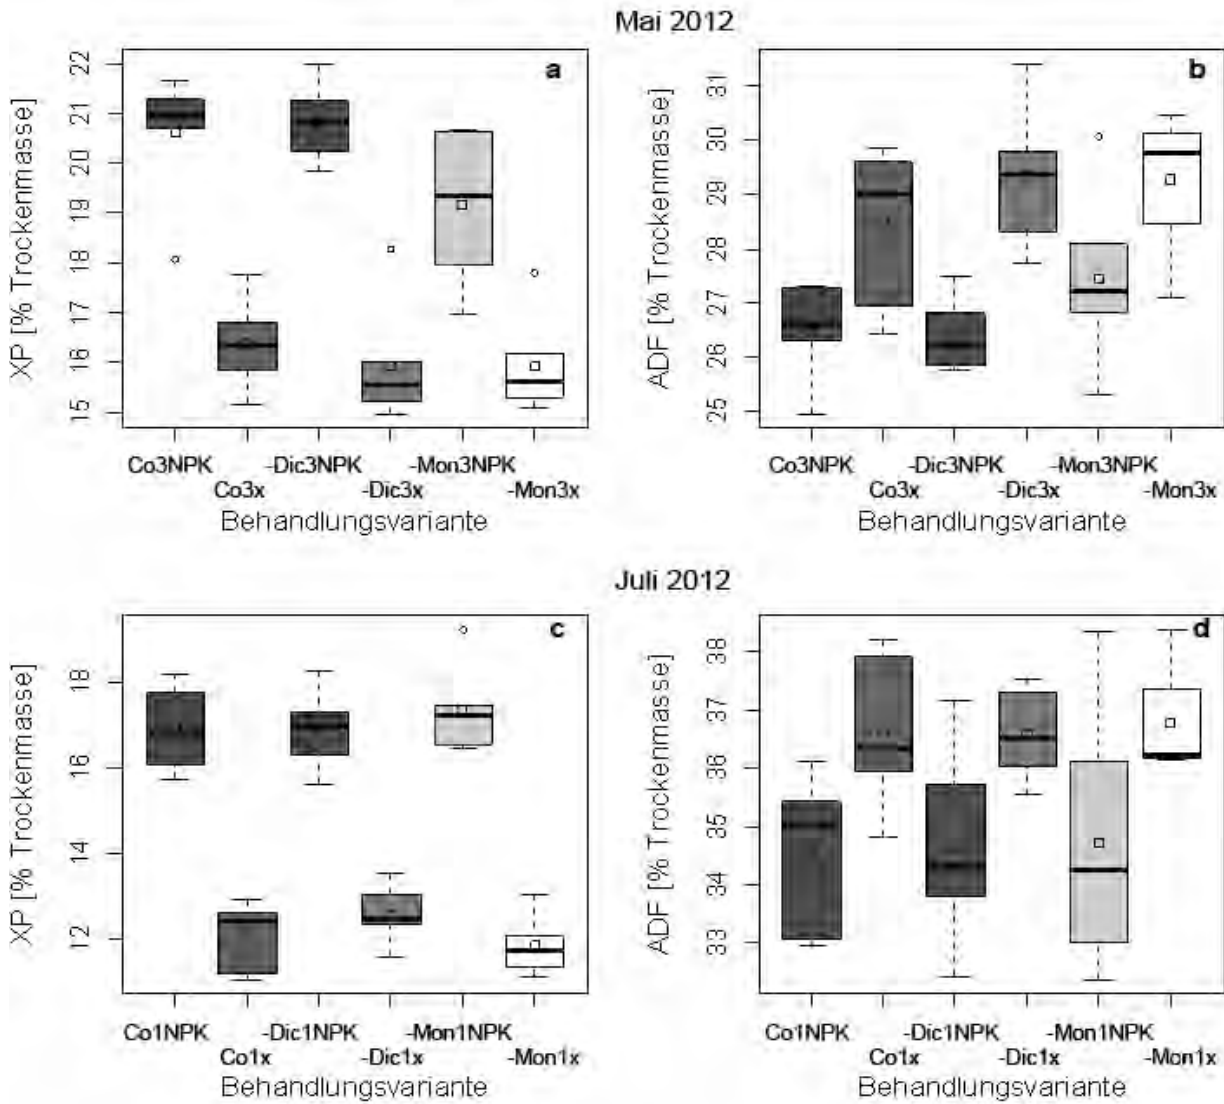 Mai 2012
a
XP [% Trockenmasse]
22
21
20
19
18
17
16
15
Co3NPK -Dic3NPK -Mon3NPK
Co3x -Dic3x -Mon3x
Behandlungsvariante
b
ADF [% Trockenmasse]
31
30
29
28
27
26
25
Co3NPK -Dic3NPK -Mon3NPK
Co3x -Dic3x -Mon3x
Behandlungsvariante
Juli 2012
c
XP [% Trockenmasse]
18
16
14
12
Co1NPK -Dic1NPK -Mon1NPK
Co1x -Dic1x -Mon1x
Behandlungsvariante
d
ADF [% Trockenmasse]
38
37
36
35
34
33
Co1NPK -Dic1NPK -Mon1NPK
Co1x -Dic1x -Mon1x
Behandlungsvariante